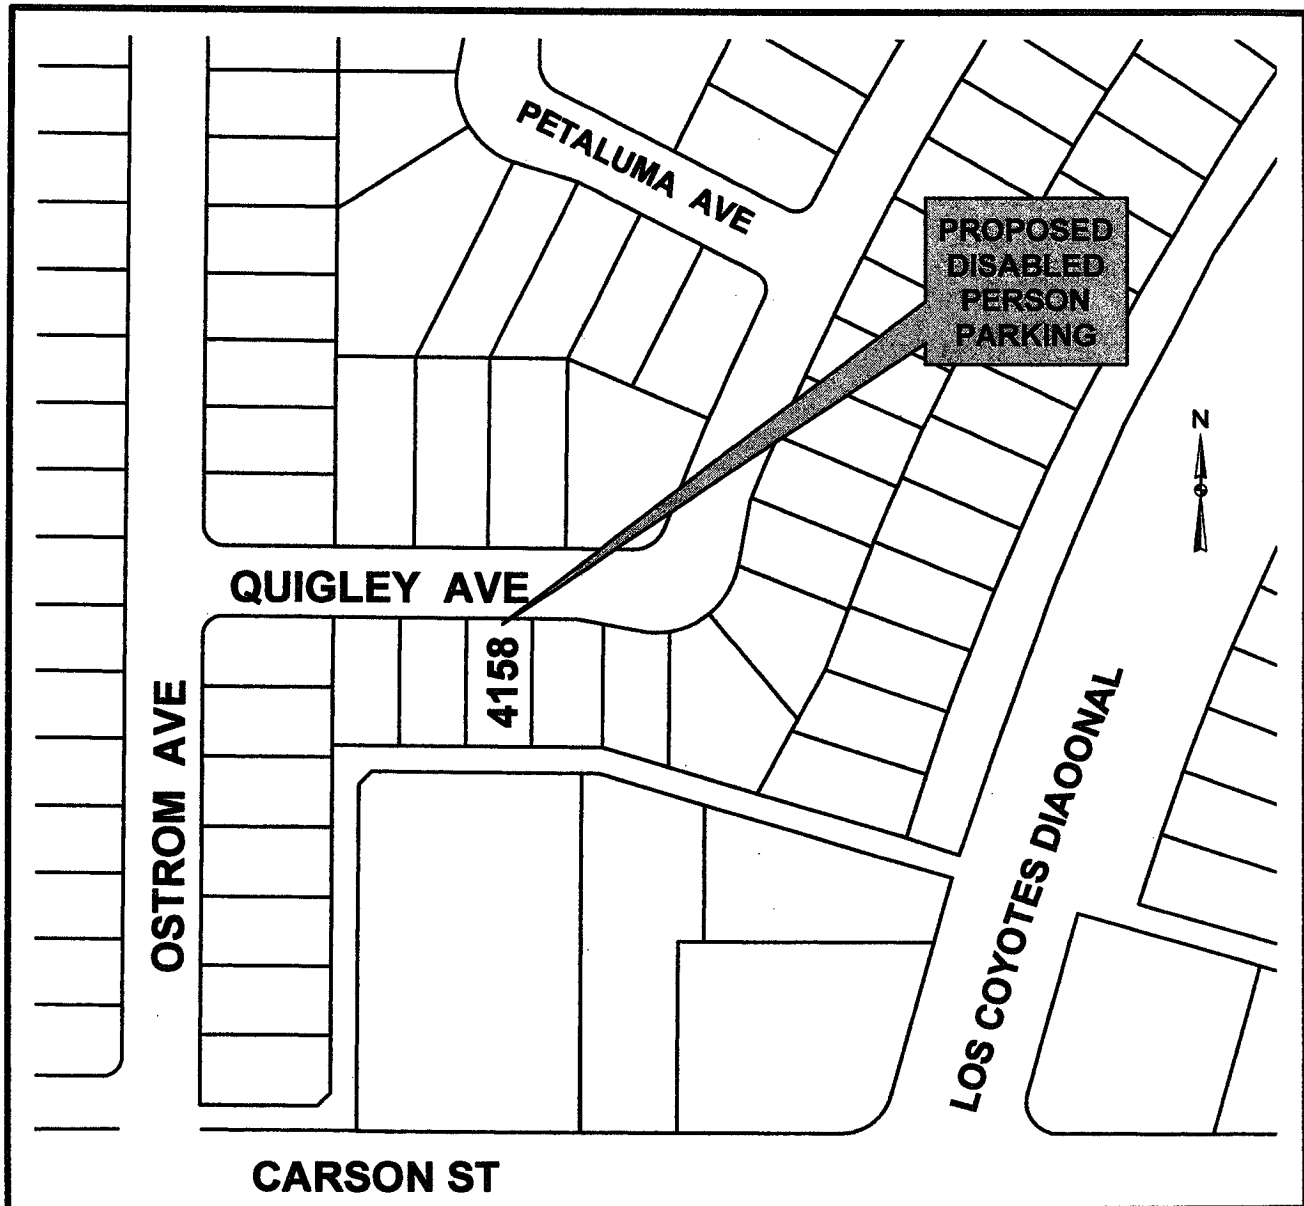 PETALUMA AVE
PROPOSED
DISABLED
PERSON
PARKING
N
QUIGLEY AVE
4158
OSTROM AVE
LOS COYOTES DIAOONAL
CARSON ST